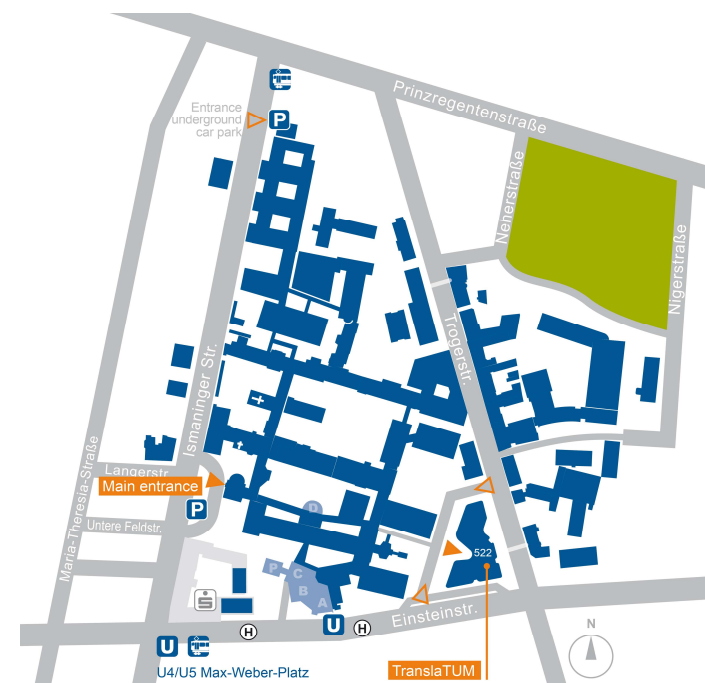 Prinzregentenstraße
Entrance
underground
car park
P
Nenerstraße
Nigerstraße
Trogerstr.
Ismaninger Str.
Maria-Theresia-Straße
Langerstr.
Main entrance
P
Untere Feldstr.
D
522
P
C
B
A
S
Einsteinstr.
H
U
H
U
U4/U5 Max-Weber-Platz
TranslaTUM
N